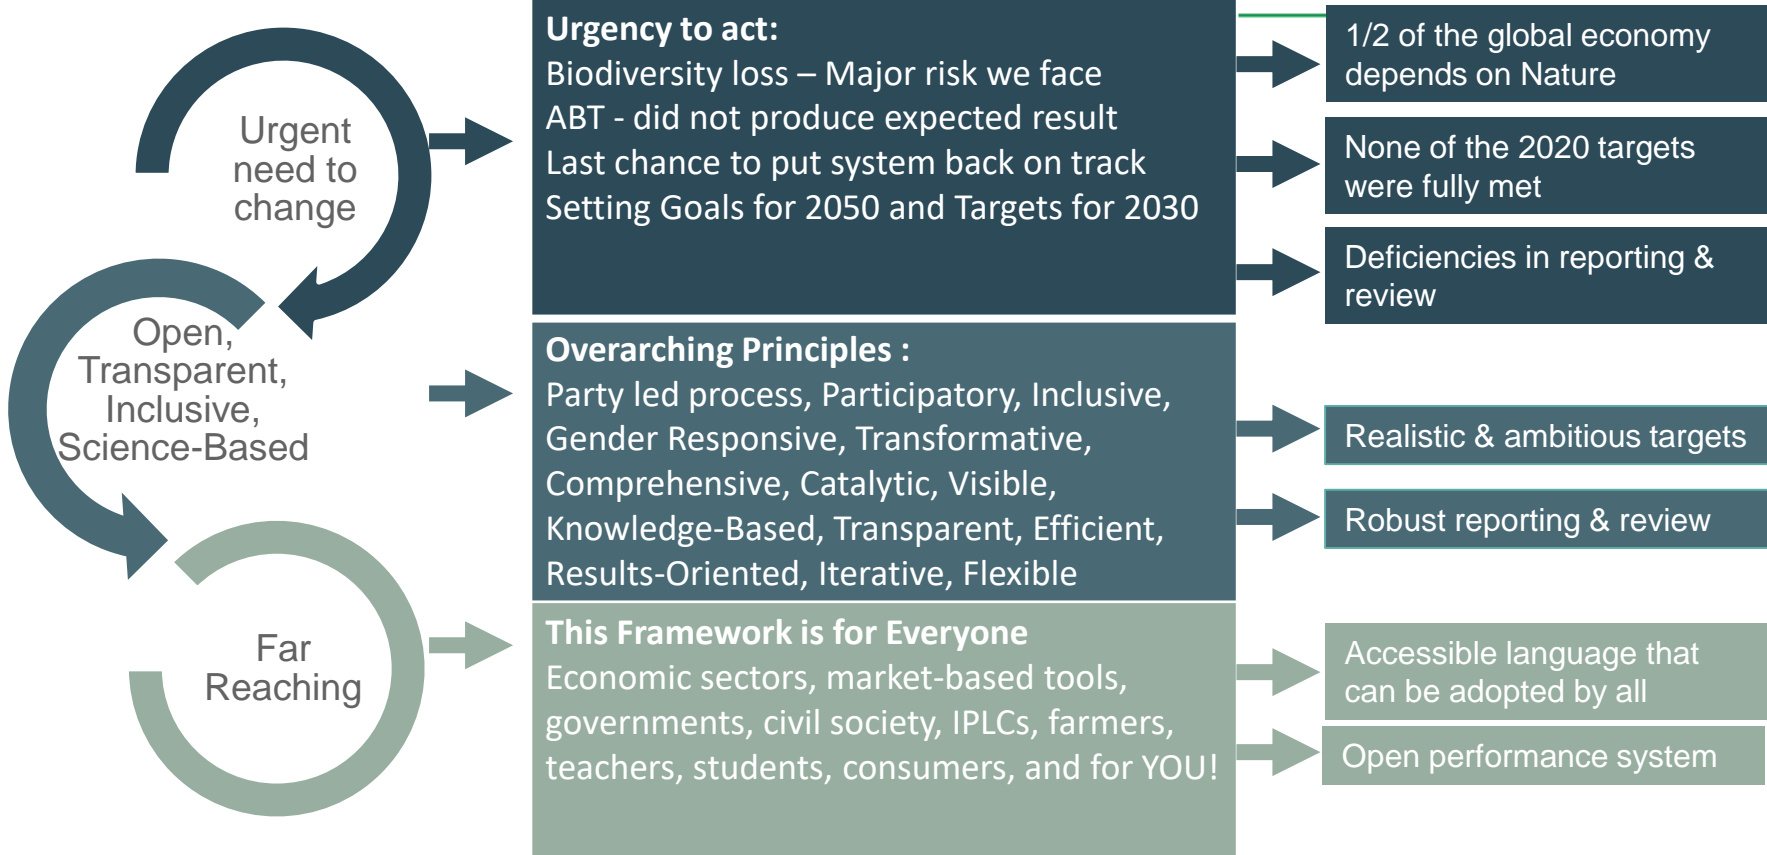 Urgent
need to
change
Urgency to act:
Biodiversity loss – Major risk we face
ABT - did not produce expected result
Last chance to put system back on track
Setting Goals for 2050 and Targets for 2030
1/2 of the global economy
depends on Nature
None of the 2020 targets
were fully met
Deficiencies in reporting &
review
Open,
Transparent,
Inclusive,
Science-Based
Overarching Principles :
Party led process, Participatory, Inclusive,
Gender Responsive, Transformative,
Comprehensive, Catalytic, Visible,
Knowledge-Based, Transparent, Efficient,
Results-Oriented, Iterative, Flexible
Realistic & ambitious targets
Robust reporting & review
Far
Reaching
This Framework is for Everyone
Economic sectors, market-based tools,
governments, civil society, IPLCs, farmers,
teachers, students, consumers, and for YOU!
Accessible language that
can be adopted by all
Open performance system